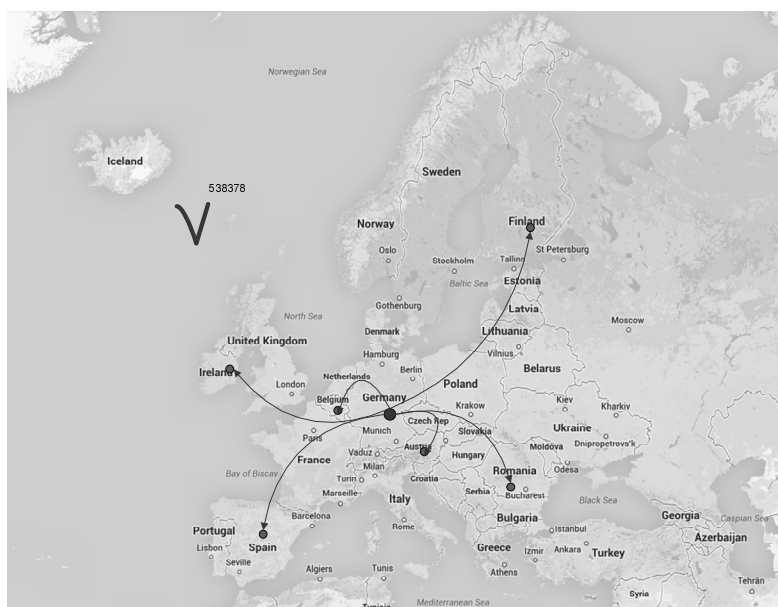 Norwegian Sea
Iceland
Sweden
538378
Norway
Finland
Oslo
St Petersburg
Stockholm
Tallinn
Estonia
Baltic Sea
Gothenburg
Latvia
Moscow
North Sea
Denmark
Lithuania
United Kingdom
Vilnius
Hamburg
Belarus
Ireland
Berlin
Netherlands
London
Poland
Belgium
Germany
Kiev
Krakow
Kharkiv
Czech Rep
Ukraine
Munich
Slovakia
Paris
Dnipropetrovs'k
Austria
Moldova
Vaduz
Hungary
France
Milan
Odesa
Romania
Bay of Biscay
Turin
Croatia
Marseille
Serbia
Bucharest
Italy
Black Sea
Barcelona
Bulgaria
Georgia
Caspian Sea
Rome
Portugal
Istanbul
Azerbaijan
Lisbon
Spain
Greece
Izmir
Ankara
Turkey
Seville
Algiers
Tunis
Athens
Tehran
Syria
Mediterranean Sea
Tunisia